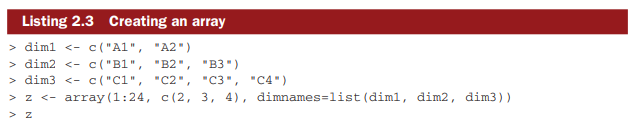 Listing 2.3 Creating an array
> dim1 <- c("A1", "A2")
> dim2 <- c("B1", "B2", "B3")
> dim3 <- c("C1", "C2", "C3", "C4")
> z <- array(1:24, c(2, 3, 4), dimnames=list(dim1, dim2, dim3))
> z